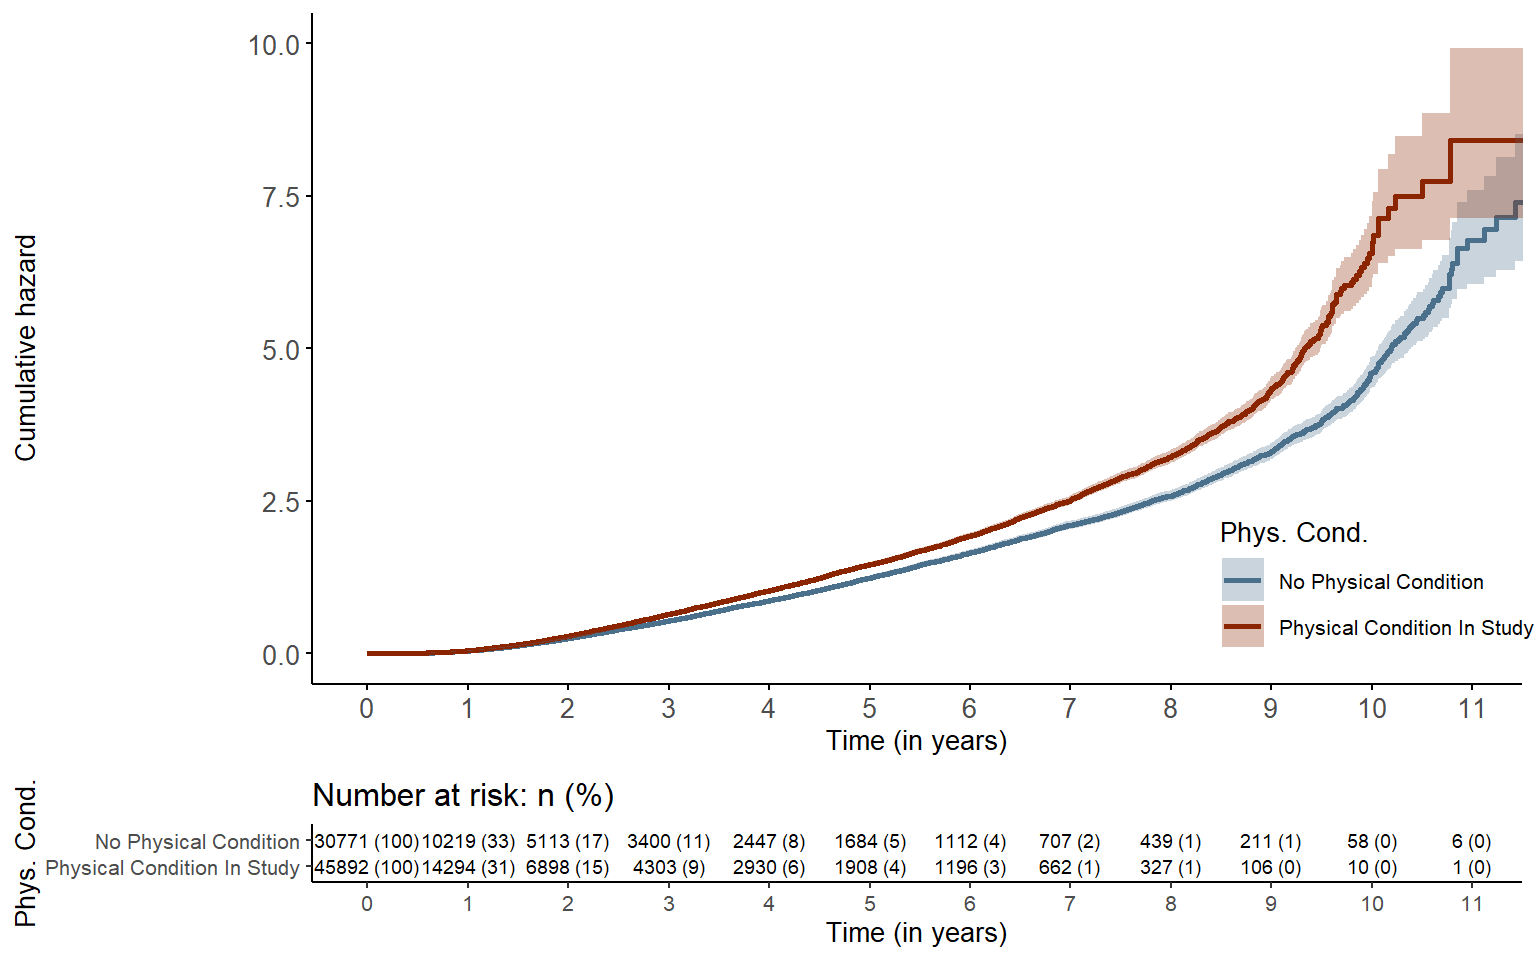 10.0
7.5
5.0
2.5
0.0
Cumulative hazard
Phys. Cond.
No Physical Condition
Physical Condition In Study
0 1 2 3 4 5 6 7 8 9 10 11
Time (in years)
Number at risk: n (%)
Phys. Cond.
No Physical Condition 30771 (100) 10219 (33) 5113 (17) 3400 (11) 2447 (8) 1684 (5) 1112 (4) 707 (2) 439 (1) 211 (1) 58 (0) 6 (0)
Physical Condition In Study 45892 (100) 14294 (31) 6898 (15) 4303 (9) 2930 (6) 1908 (4) 1196 (3) 662 (1) 327 (1) 106 (0) 10 (0) 1 (0)
0 1 2 3 4 5 6 7 8 9 10 11
Time (in years)